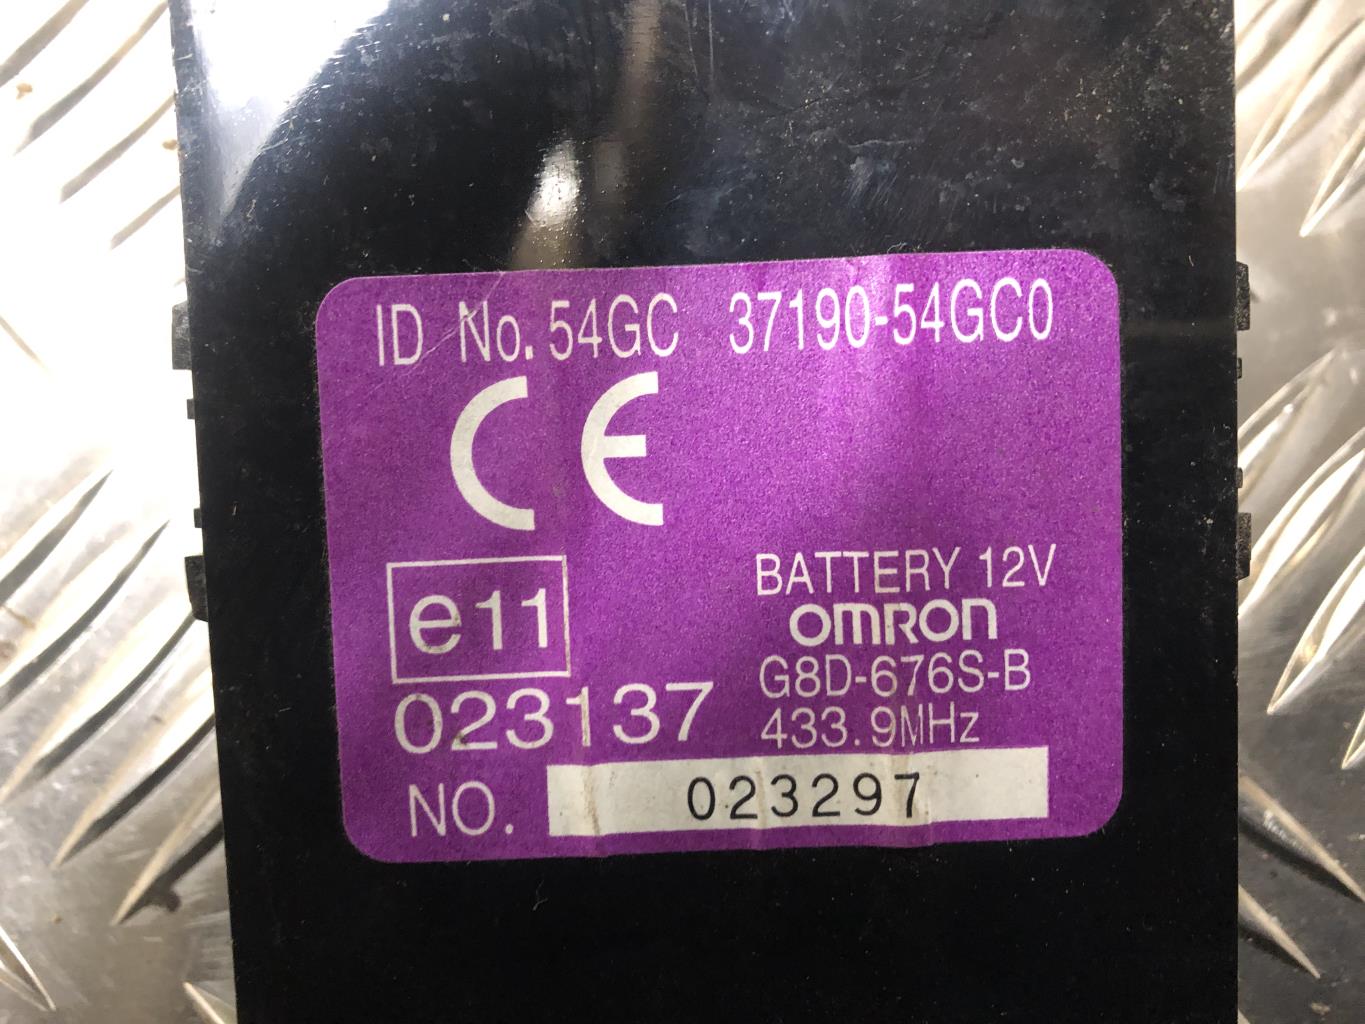 ID No. 54GC 37190-54GC0
CE
e11
BATTERY 12V
OMRON
G8D-676S-B
023137
433.9MHz
NO. 023297